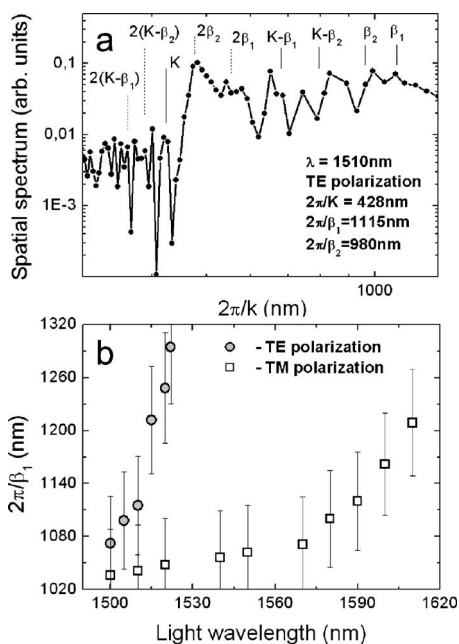 a
2(K-β₁)
2(K-β₂)
K
2β₂
2β₁
K-β₁
K-β₂
β₂
β₁
Spatial spectrum (arb. units)
0,1
0,01
1E-3
λ = 1510nm
TE polarization
2π/K = 428nm
2π/β₁=1115nm
2π/β₂=980nm
1000
2π/k (nm)
b
- TE polarization
- TM polarization
2π/β₁ (nm)
1320
1260
1200
1140
1080
1020
1500 1530 1560 1590 1620
Light wavelength (nm)